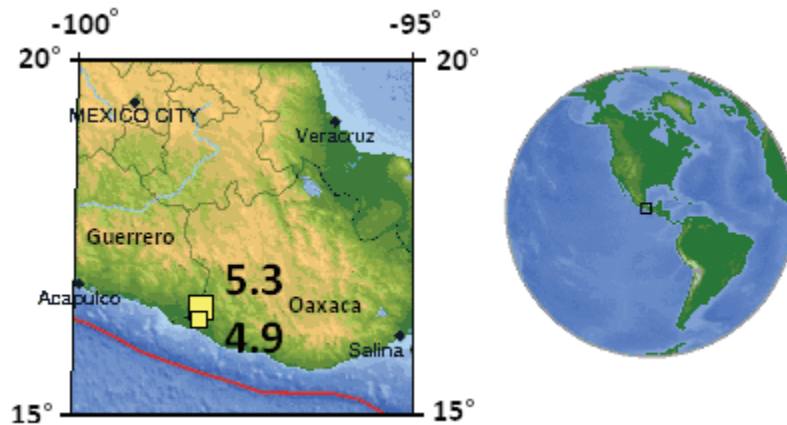 -100° -95°
20° 20°
MEXICO CITY
Veracruz
Guerrero
5.3
Acapulco Oaxaca
4.9
Salina
15° 15°